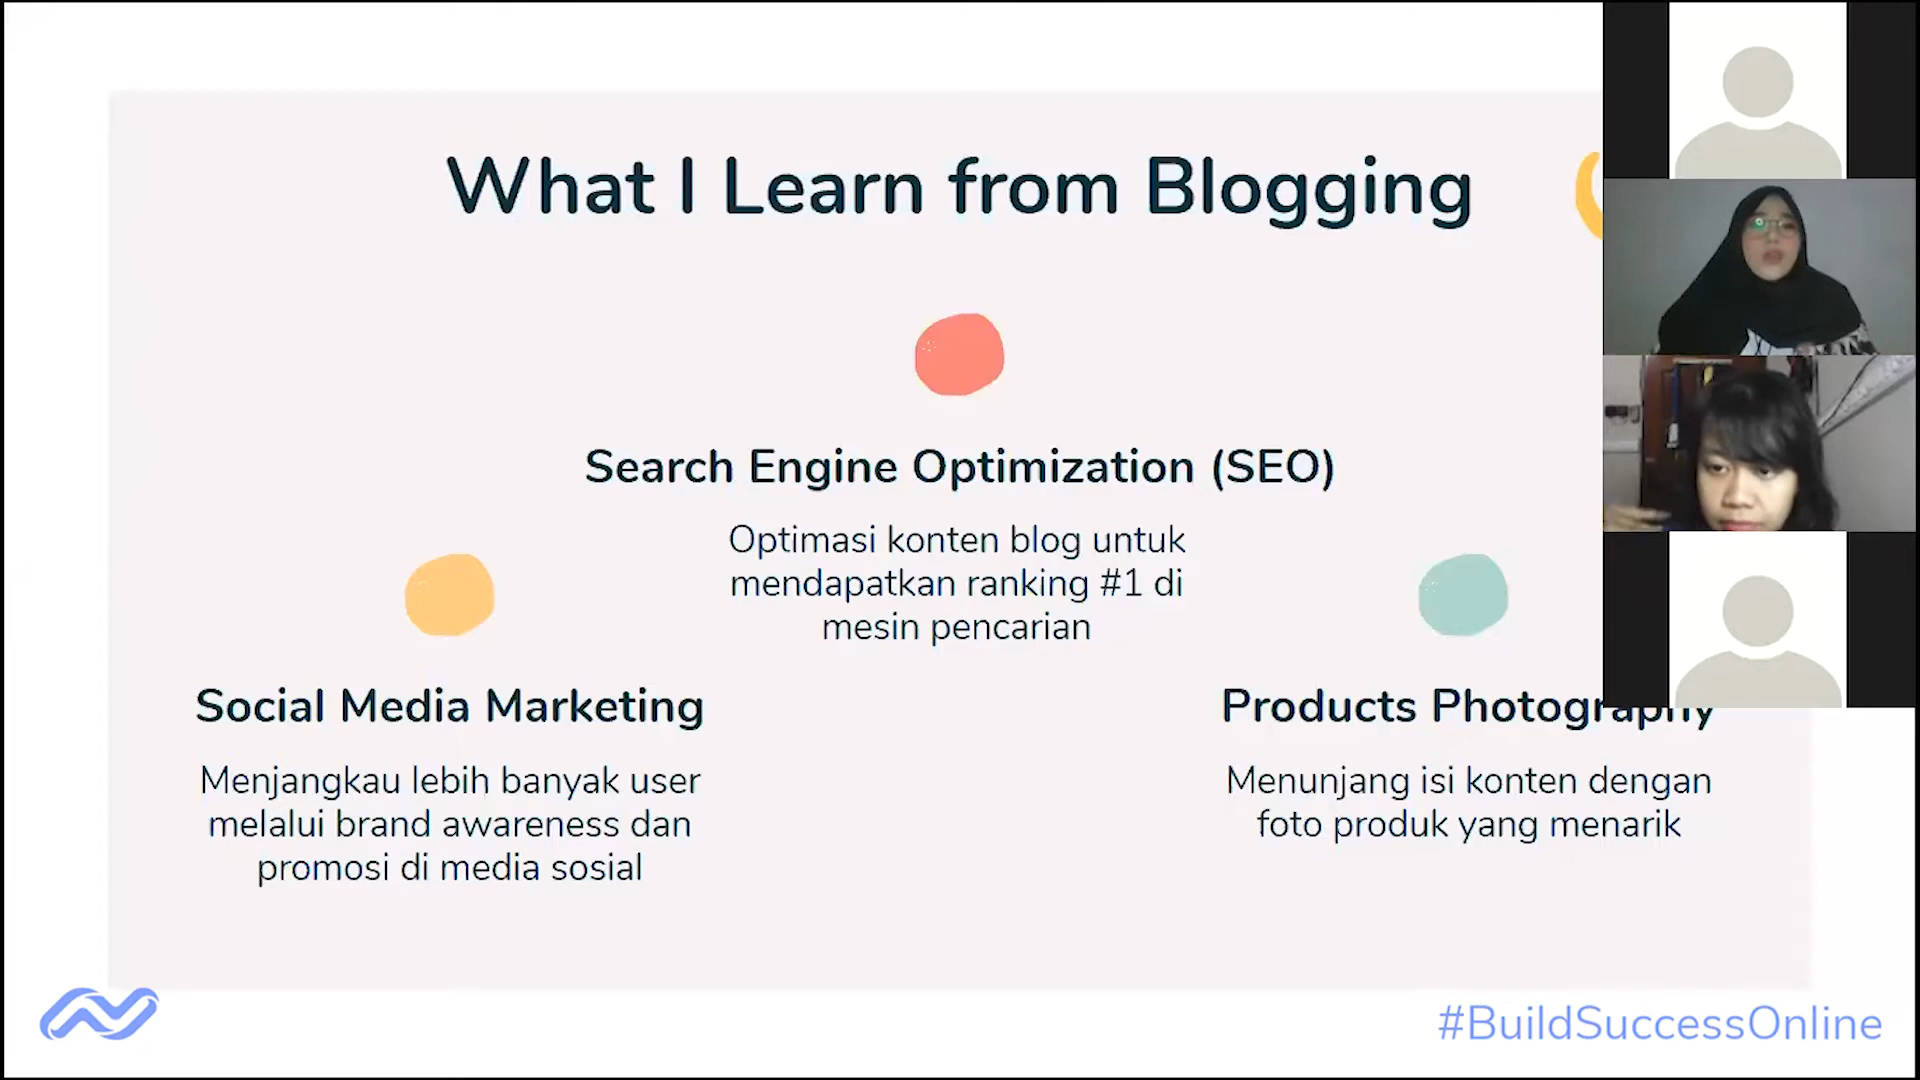 What I Learn from Blogging
Search Engine Optimization (SEO)
Optimasi konten blog untuk
mendapatkan ranking #1 di
mesin pencarian
Social Media Marketing
Menjangkau lebih banyak user
melalui brand awareness dan
promosi di media sosial
Products Photography
Menunjang isi konten dengan
foto produk yang menarik
#BuildSuccessOnline